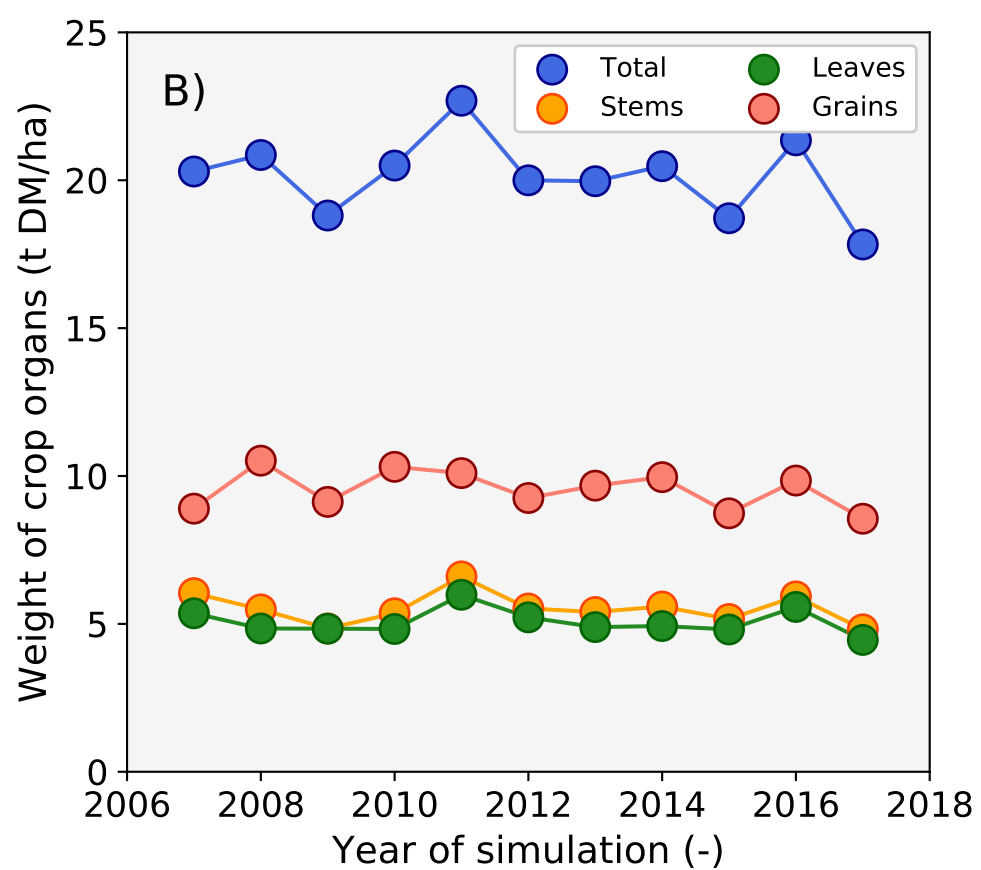 B)
Total
Leaves
Stems
Grains
25
20
15
10
5
0
2006 2008 2010 2012 2014 2016 2018
Year of simulation (-)
Weight of crop organs (t DM/ha)